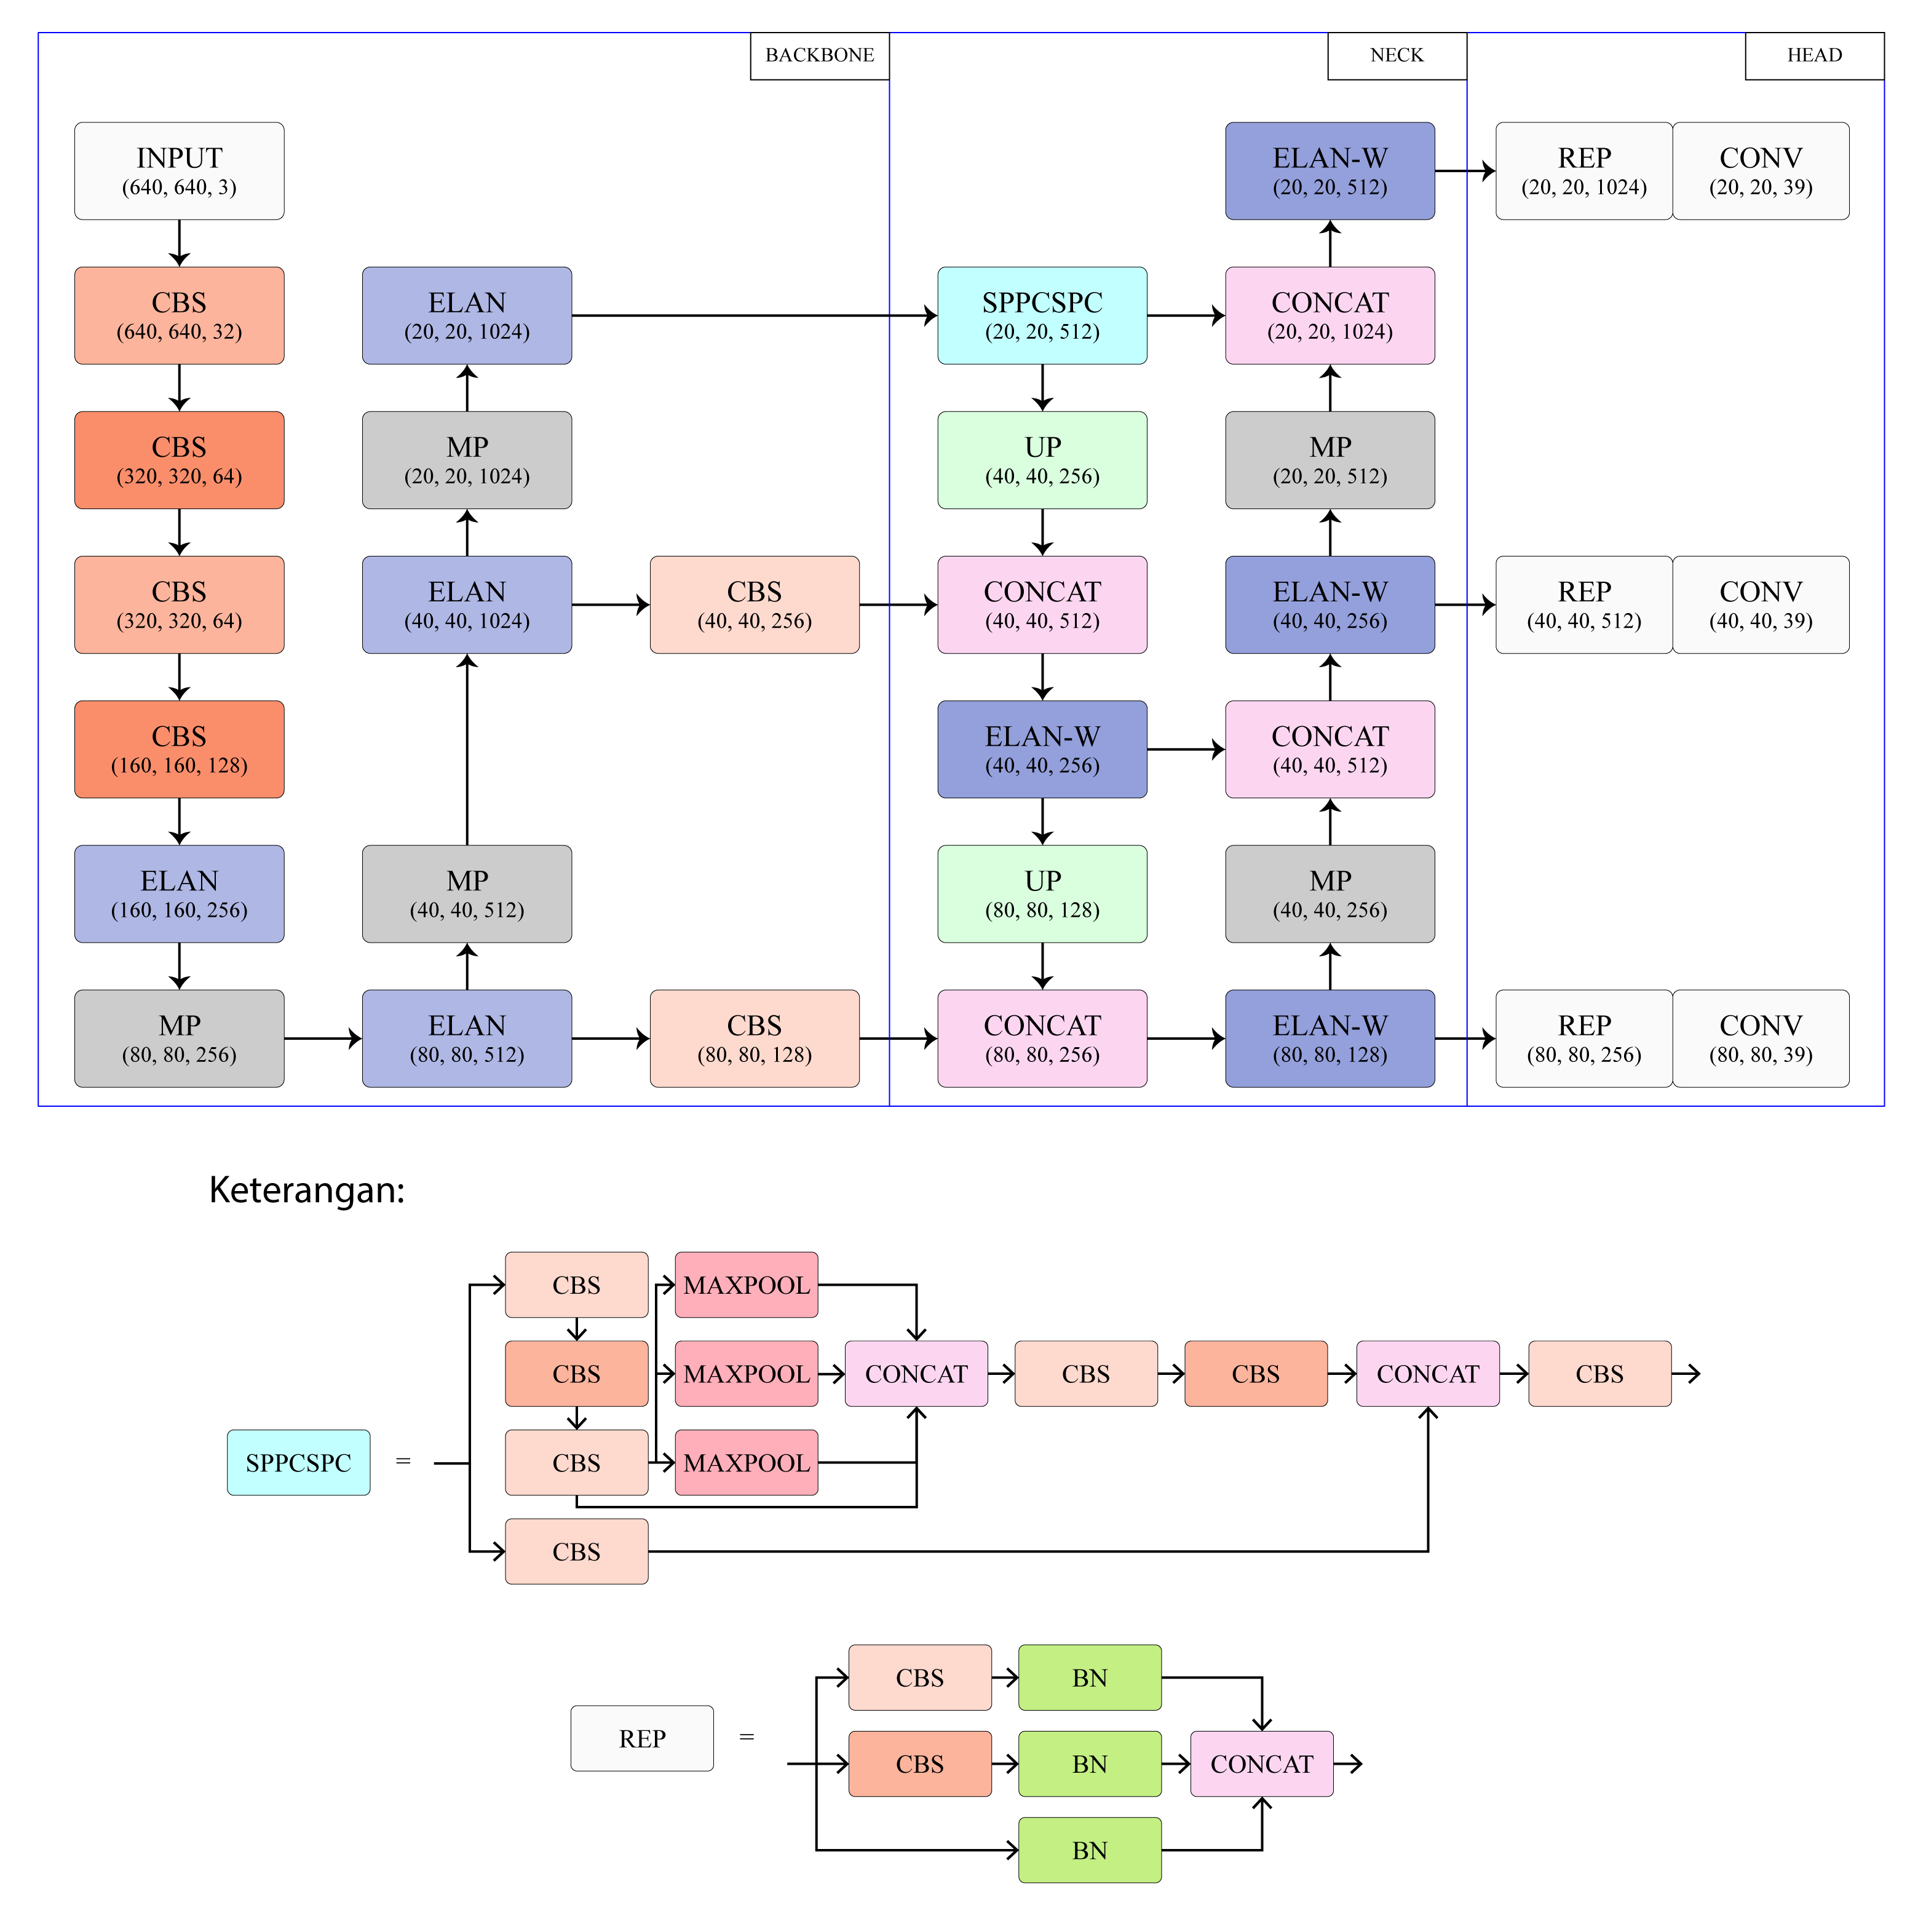 BACKBONE
NECK
HEAD
INPUT
(640, 640, 3)
CBS
(640, 640, 32)
CBS
(320, 320, 64)
CBS
(320, 320, 64)
CBS
(160, 160, 128)
ELAN
(160, 160, 256)
MP
(80, 80, 256)
ELAN
(20, 20, 1024)
MP
(20, 20, 1024)
ELAN
(40, 40, 1024)
MP
(40, 40, 512)
ELAN
(80, 80, 512)
CBS
(40, 40, 256)
CBS
(80, 80, 128)
SPPCSPC
(20, 20, 512)
UP
(40, 40, 256)
CONCAT
(40, 40, 512)
ELAN-W
(40, 40, 256)
UP
(80, 80, 128)
CONCAT
(80, 80, 256)
ELAN-W
(20, 20, 512)
CONCAT
(20, 20, 1024)
MP
(20, 20, 512)
ELAN-W
(40, 40, 256)
CONCAT
(40, 40, 512)
MP
(40, 40, 256)
ELAN-W
(80, 80, 128)
REP
(20, 20, 1024)
CONV
(20, 20, 39)
REP
(40, 40, 512)
CONV
(40, 40, 39)
REP
(80, 80, 256)
CONV
(80, 80, 39)
Keterangan:
SPPCSPC
=
CBS
MAXPOOL
CBS
MAXPOOL
CONCAT
CBS
CBS
CONCAT
CBS
CBS
MAXPOOL
CBS
REP
=
CBS
BN
CBS
BN
CONCAT
BN